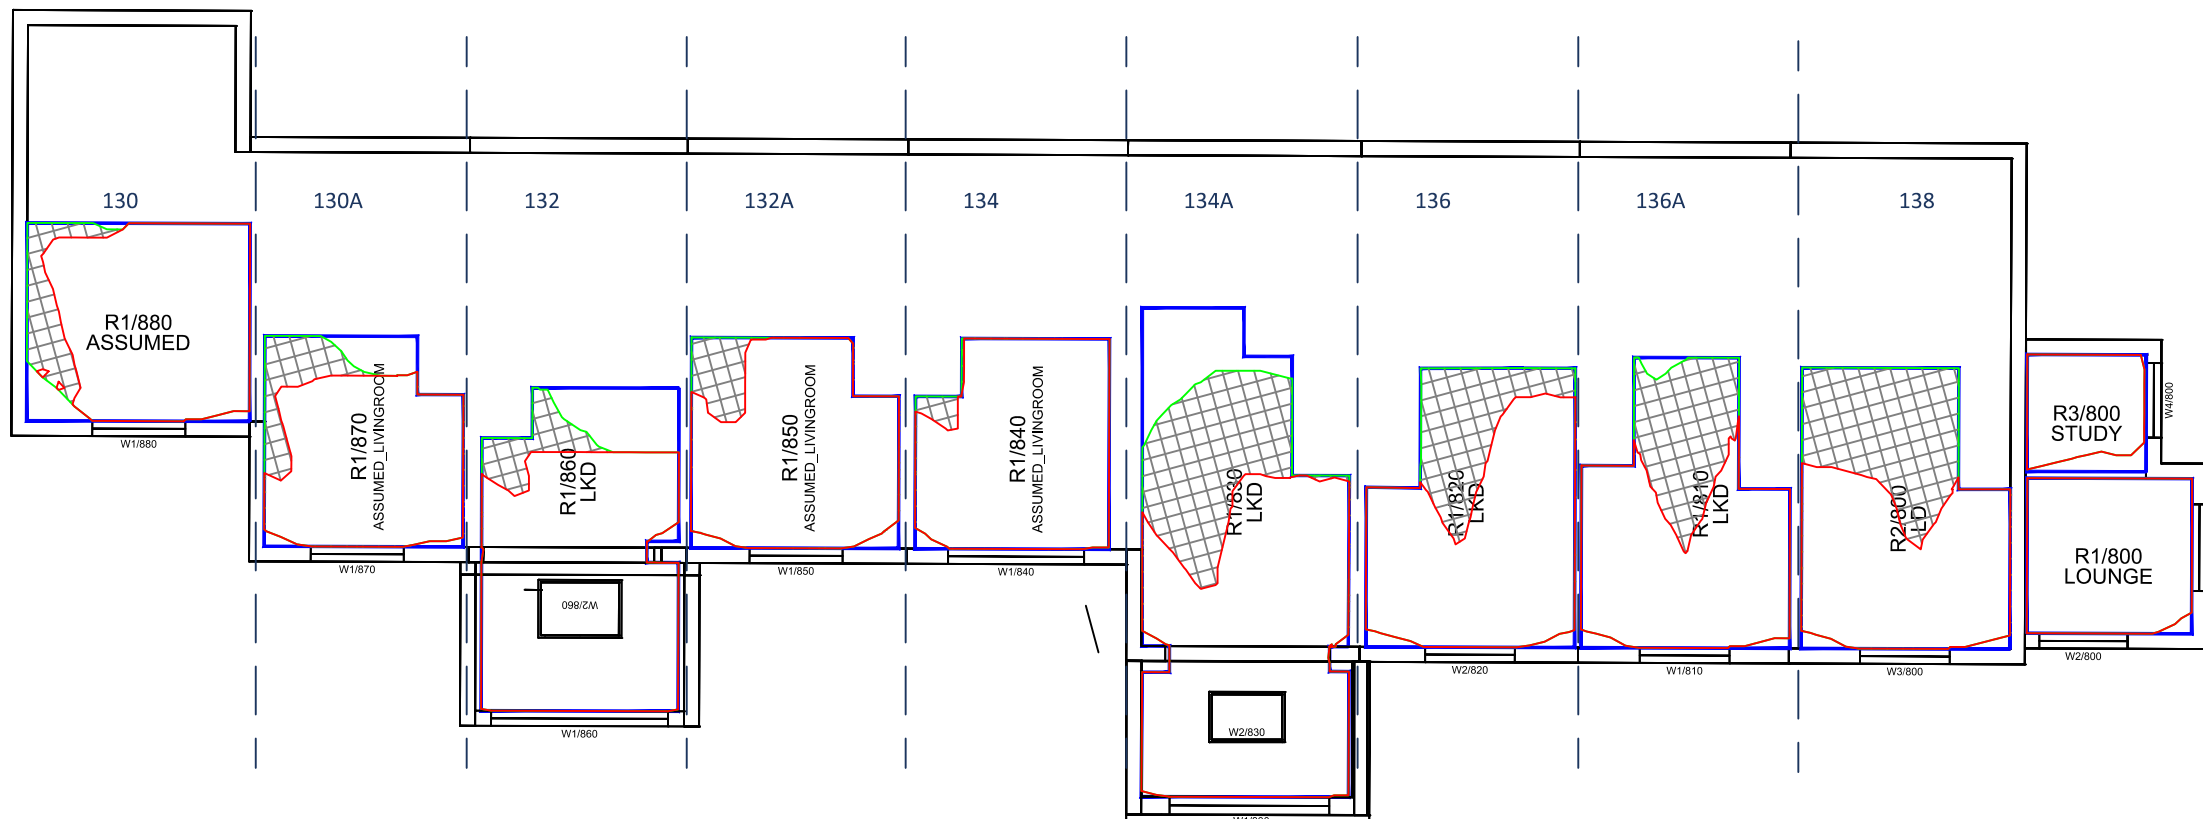 130
130A
132
132A
134
134A
136
136A
138
R1/880
ASSUMED
W1/880
R1/870
ASSUMED_LIVINGROOM
W1/870
R1/860
LKD
W2/860
W1/860
R1/850
ASSUMED_LIVINGROOM
W1/850
R1/840
ASSUMED_LIVINGROOM
W1/840
R1/830
LKD
W2/830
R1/820
LKD
W2/820
R1/810
LKD
W1/810
R2/800
LD
W3/800
R3/800
STUDY
W4/800
R1/800
LOUNGE
W2/800